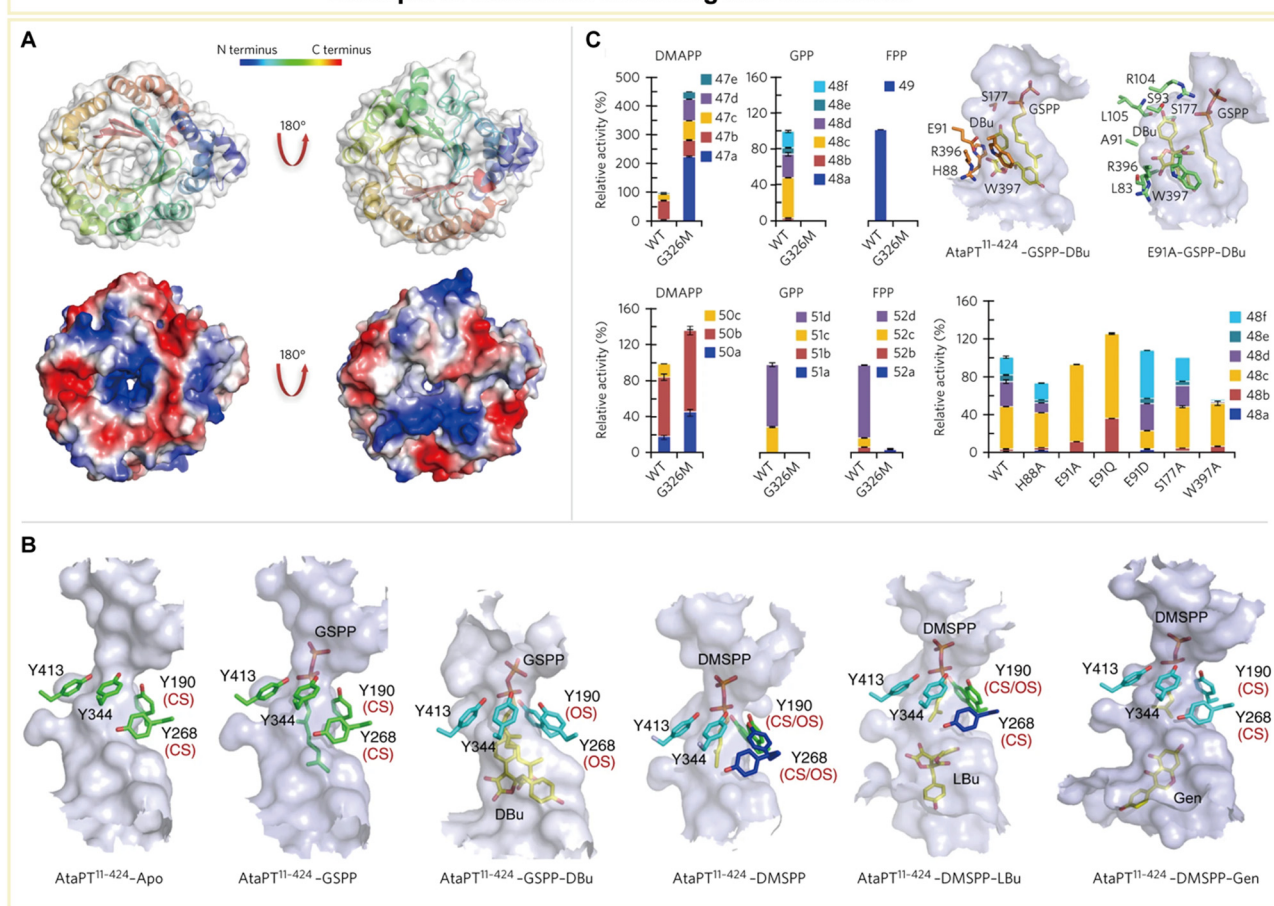 A
N terminus
C terminus
180°
180°
C
DMAPP
Relative activity (%)
500
400
300
200
100
0
WT
G326M
47e
47d
47c
47b
47a
GPP
160
120
80
40
0
WT
G326M
48f
48e
48d
48c
48b
48a
FPP
49
WT
G326M
S177
GSPP
DBu
E91
R396
H88
W397
AtaPT11-424-GSPP-DBu
R104
S93
S177
GSPP
L105
DBu
A91
R396
L83
W397
E91A-GSPP-DBu
DMAPP
Relative activity (%)
160
120
80
40
0
WT
G326M
50c
50b
50a
GPP
51d
51c
51b
51a
WT
G326M
FPP
52d
52c
52b
52a
WT
G326M
Relative activity (%)
160
120
80
40
0
WT
H88A
E91A
E91Q
E91D
S177A
W397A
48f
48e
48d
48c
48b
48a
B
Y413
Y344
Y190
(CS)
Y268
(CS)
AtaPT11-424-Apo
GSPP
Y413
Y344
Y190
(CS)
Y268
(CS)
AtaPT11-424-GSPP
GSPP
Y413
Y344
Y190
(OS)
Y268
(OS)
DBu
AtaPT11-424-GSPP-DBu
DMSPP
Y413
Y344
Y190
(CS/OS)
Y268
(CS/OS)
AtaPT11-424-DMSPP
DMSPP
Y413
Y344
Y190
(CS/OS)
Y268
(CS)
LBu
AtaPT11-424-DMSPP-LBu
DMSPP
Y413
Y344
Y190
(CS)
Y268
(CS)
Gen
AtaPT11-424-DMSPP-Gen